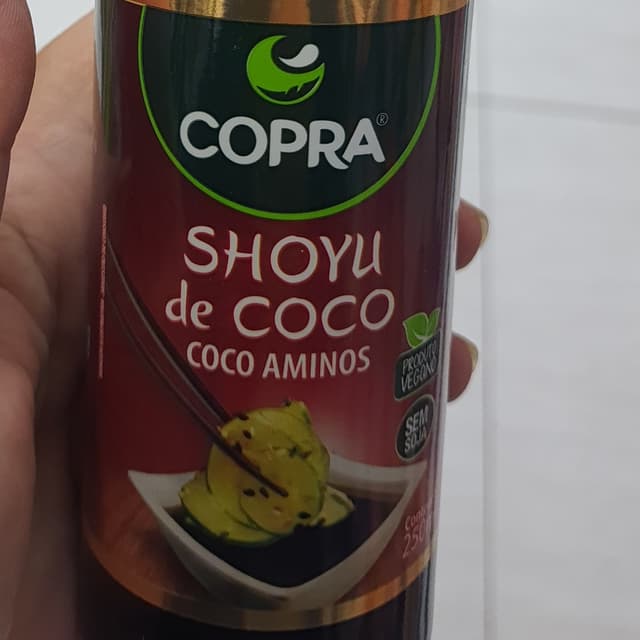 COPRA®
SHOYU
de COCO
COCO AMINOS
PRODUTO
VEGANO
SEM
SOJA
250